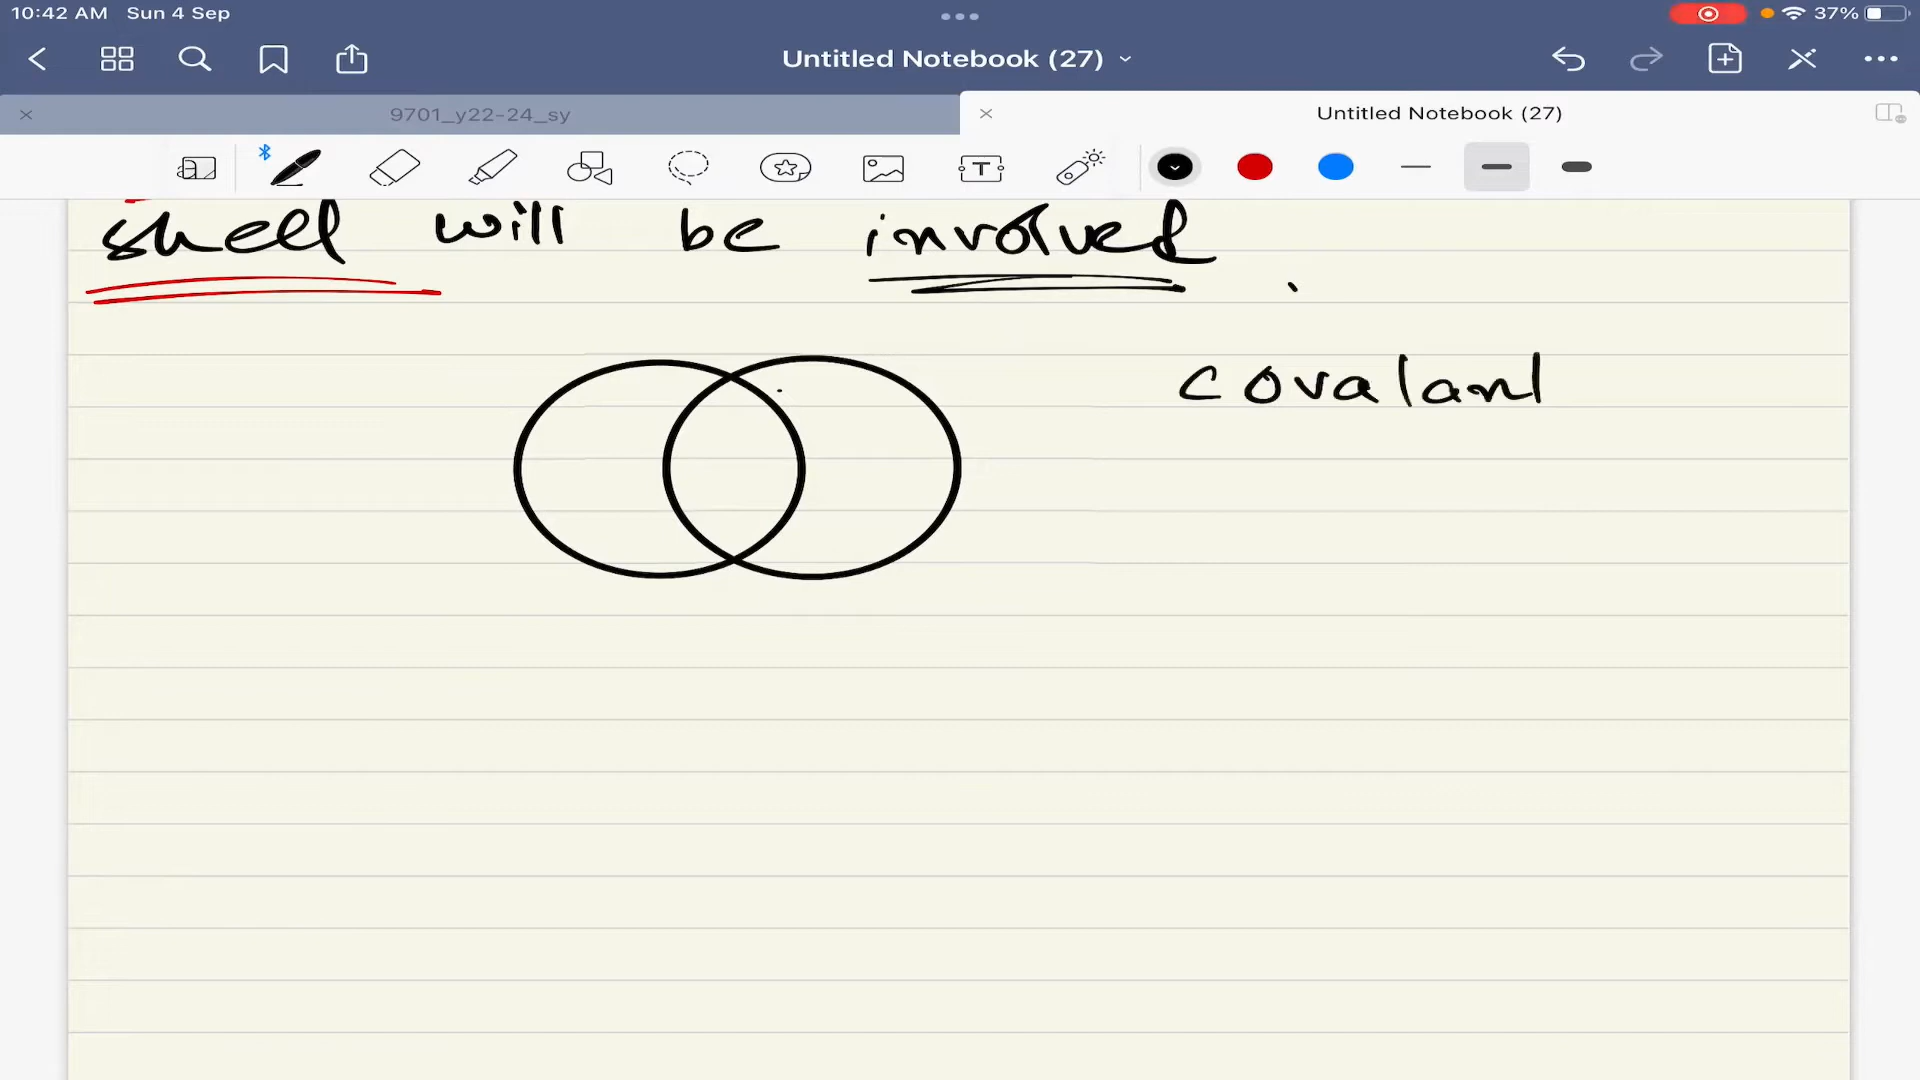 10:42 AM Sun 4 Sep
37%
Untitled Notebook (27)
9701_y22-24_sy
Untitled Notebook (27)
shell will be involved.
covalant